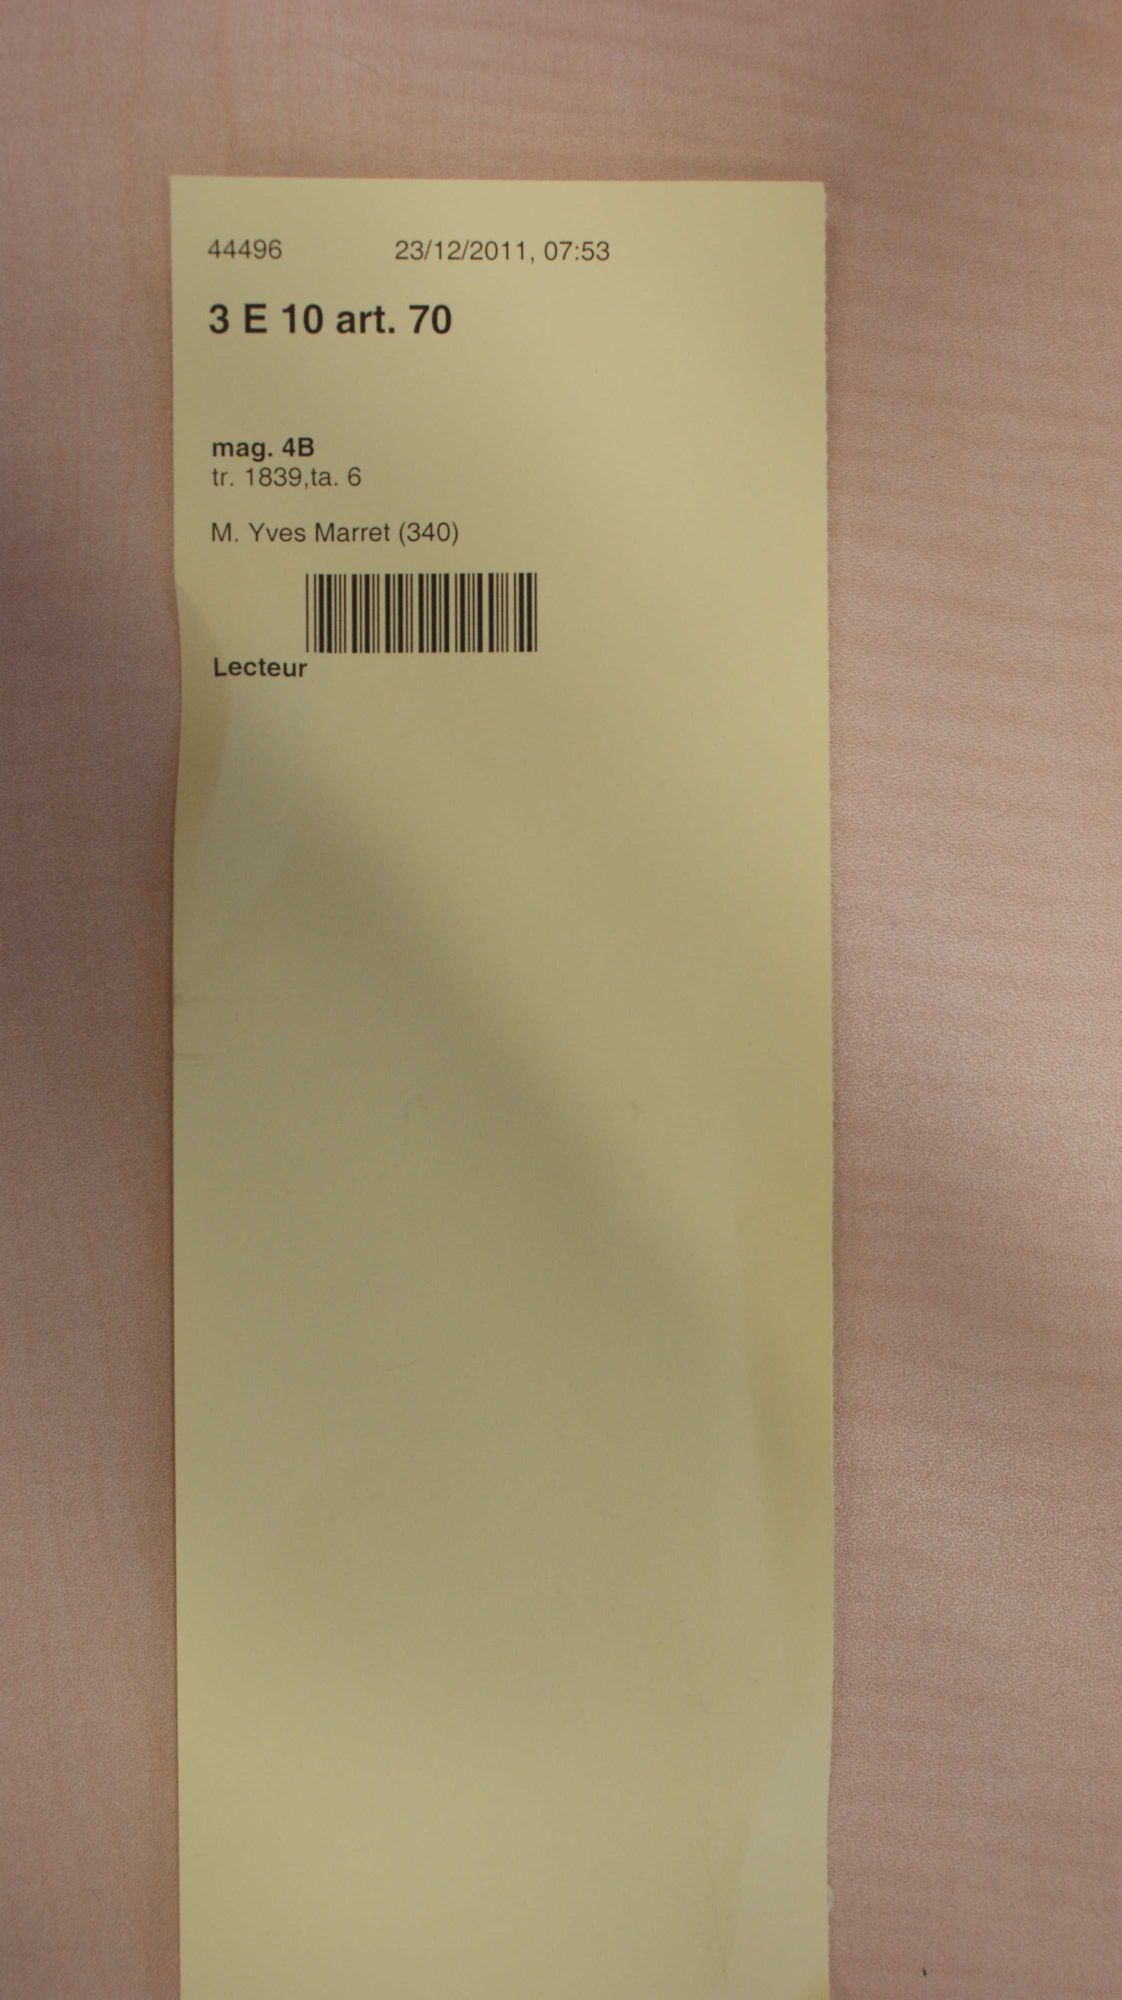 44496 23/12/2011, 07:53
3 E 10 art. 70
mag. 4B
tr. 1839,ta. 6
M. Yves Marret (340)
Lecteur